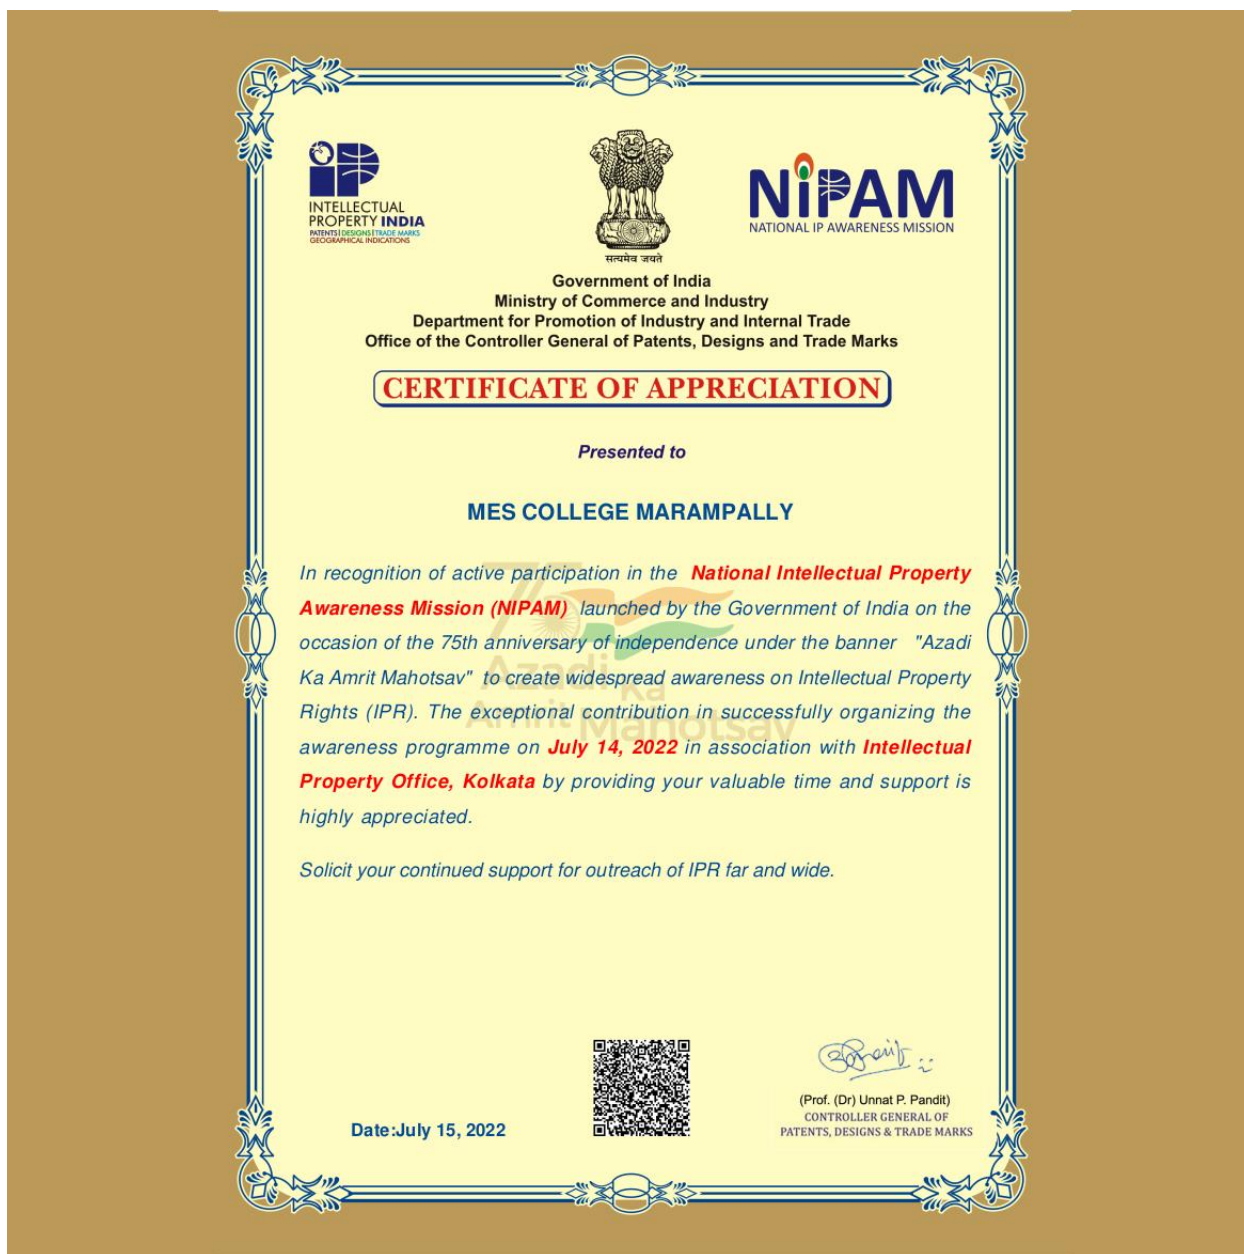 INTELLECTUAL
PROPERTY INDIA
PATENTS | DESIGNS | TRADE MARKS
GEOGRAPHICAL INDICATIONS
सत्यमेव जयते
NiPAM
NATIONAL IP AWARENESS MISSION
Government of India
Ministry of Commerce and Industry
Department for Promotion of Industry and Internal Trade
Office of the Controller General of Patents, Designs and Trade Marks
CERTIFICATE OF APPRECIATION
Presented to
MES COLLEGE MARAMPALLY
In recognition of active participation in the National Intellectual Property
Awareness Mission (NIPAM) launched by the Government of India on the
occasion of the 75th anniversary of independence under the banner "Azadi
Ka Amrit Mahotsav" to create widespread awareness on Intellectual Property
Rights (IPR). The exceptional contribution in successfully organizing the
awareness programme on July 14, 2022 in association with Intellectual
Property Office, Kolkata by providing your valuable time and support is
highly appreciated.
Azadi
Ka
Amrit Mahotsav
Solicit your continued support for outreach of IPR far and wide.
Date:July 15, 2022
(Prof. (Dr) Unnat P. Pandit)
CONTROLLER GENERAL OF
PATENTS, DESIGNS & TRADE MARKS